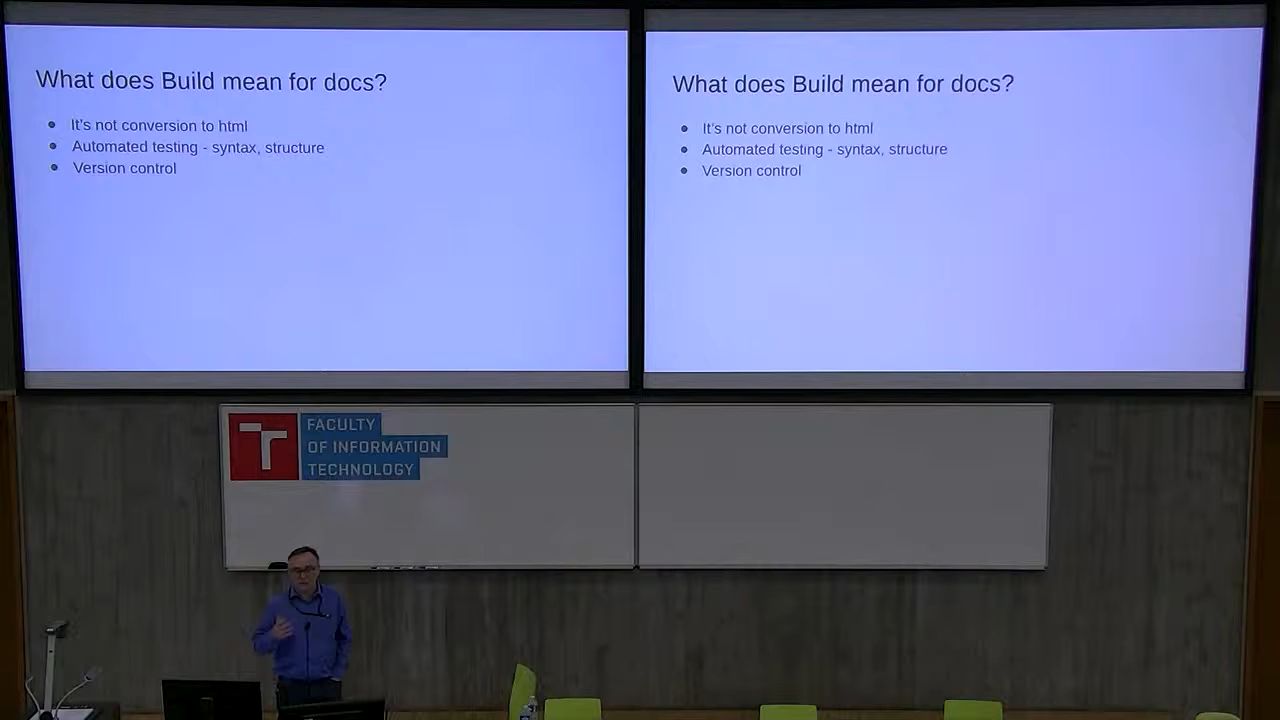 What does Build mean for docs?
It's not conversion to html
Automated testing - syntax, structure
Version control
What does Build mean for docs?
It's not conversion to html
Automated testing - syntax, structure
Version control
FACULTY
OF INFORMATION
TECHNOLOGY